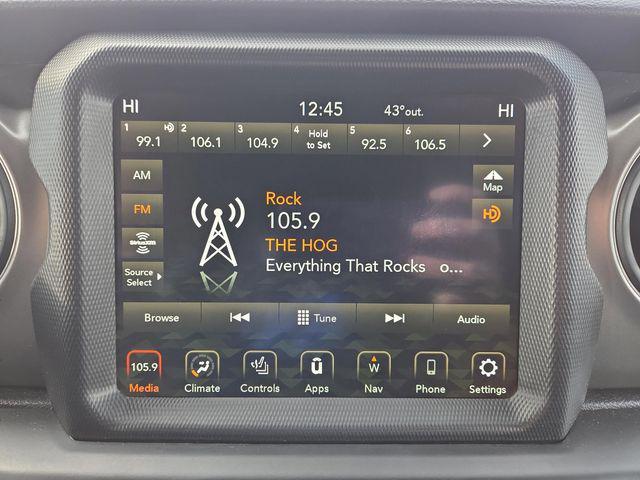 HI 12:45 43°out. HI
1 99.1 HD 2 106.1 3 104.9 4 Hold to Set 5 92.5 6 106.5
AM
Map
FM
HD
Rock
105.9
THE HOG
Everything That Rocks o...
SiriusXM
Source
Select
Browse Tune Audio
105.9 W
Media Climate Controls Apps Nav Phone Settings